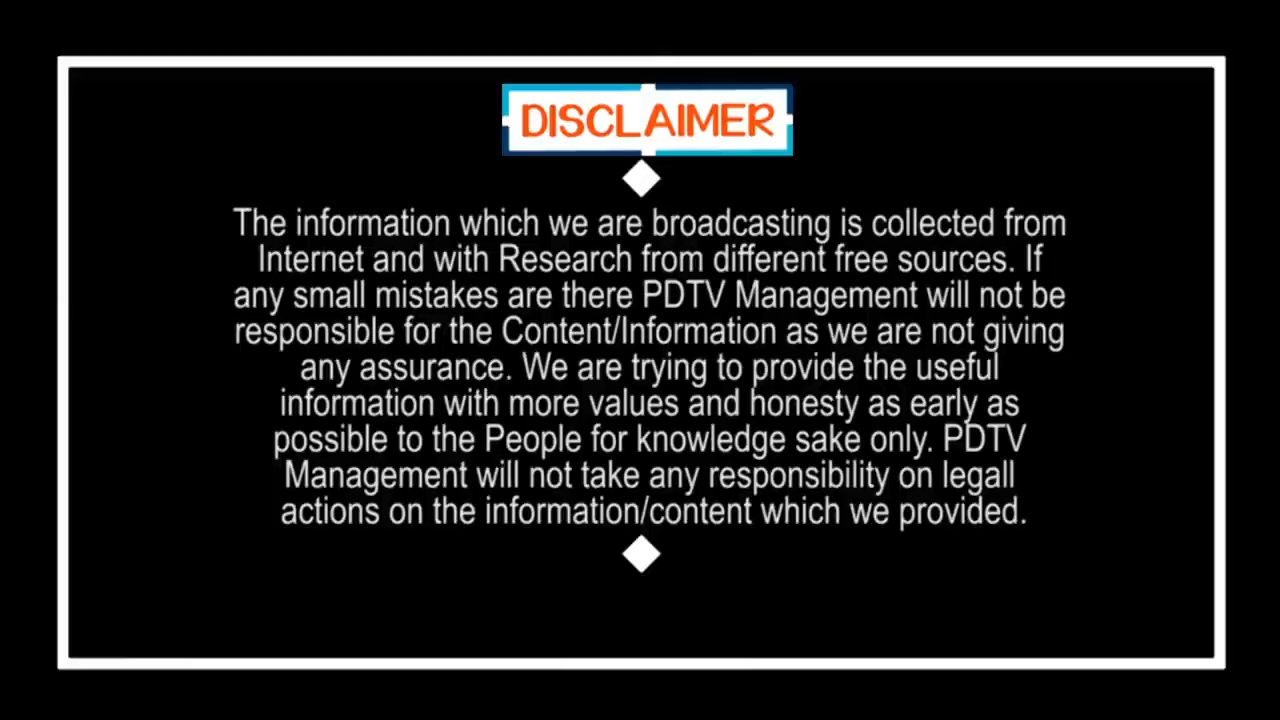 DISCLAIMER
The information which we are broadcasting is collected from
Internet and with Research from different free sources. If
any small mistakes are there PDTV Management will not be
responsible for the Content/Information as we are not giving
any assurance. We are trying to provide the useful
information with more values and honesty as early as
possible to the People for knowledge sake only. PDTV
Management will not take any responsibility on legall
actions on the information/content which we provided.